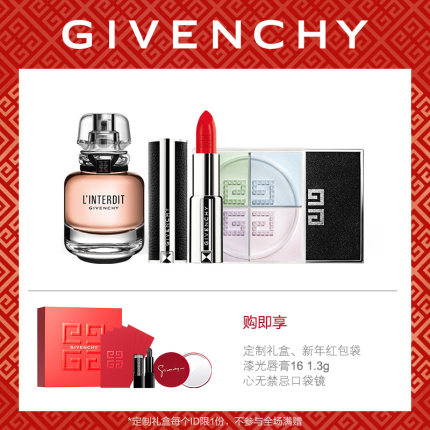 GIVENCHY
L'INTERDIT
GIVENCHY
GIVENCHY
购即享
定制礼盒、新年红包袋
漆光唇膏16 1.3g
心无禁忌口袋镜
GIVENCHY
*定制礼盒每个ID限1份，不参与全场满赠